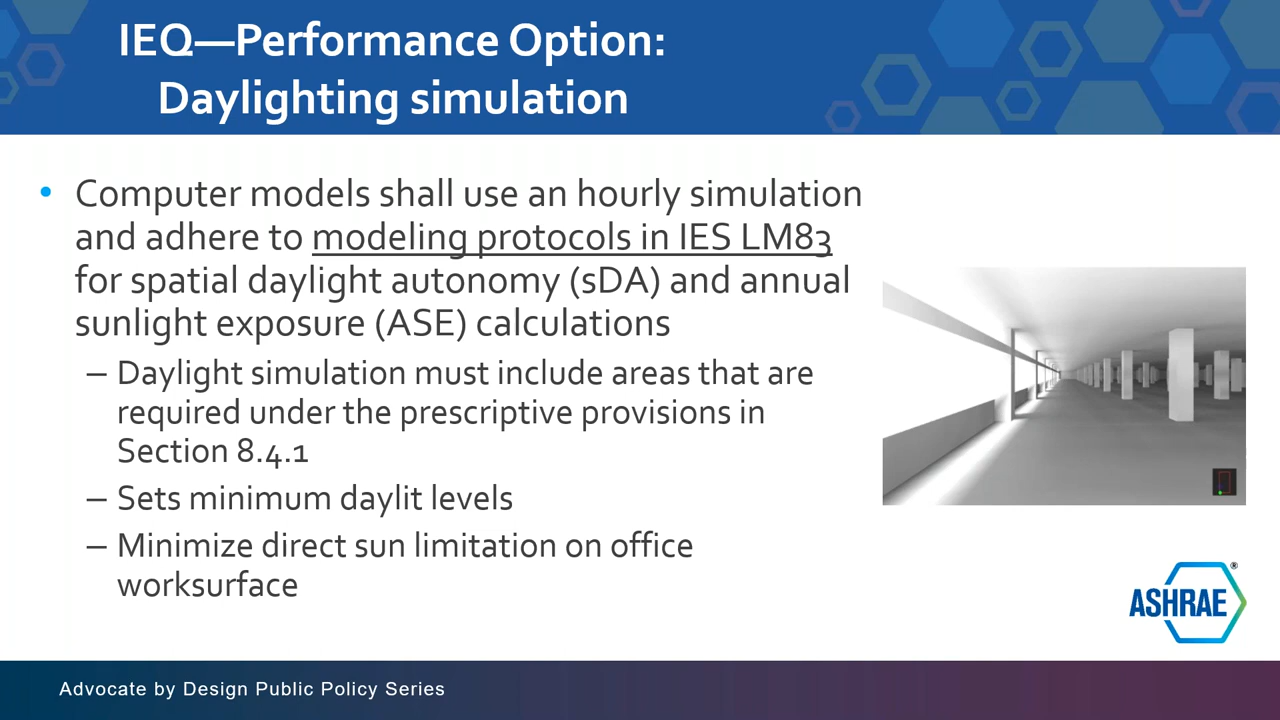 IEQ—Performance Option:
Daylighting simulation
• Computer models shall use an hourly simulation
and adhere to modeling protocols in IES LM83
for spatial daylight autonomy (sDA) and annual
sunlight exposure (ASE) calculations
– Daylight simulation must include areas that are
required under the prescriptive provisions in
Section 8.4.1
– Sets minimum daylit levels
– Minimize direct sun limitation on office
worksurface
ASHRAE®
Advocate by Design Public Policy Series